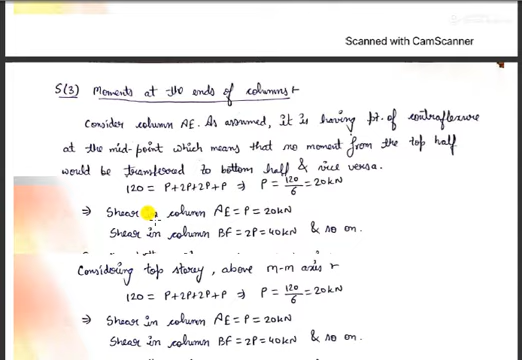 Scanned with CamScanner
S(3) Moments at the ends of columns:-
Consider column AE. As assumed, it is having pt. of contraflexure
at the mid-point which means that no moment from the top half
would be transferred to bottom half & vice versa.
120 = P+2P+2P+P ⇒ P = 120/6 = 20kN
⇒ Shear in column AE = P = 20kN
Shear in column BF = 2P = 40kN & so on.
Considering top storey, above m-m axis:-
120 = P+2P+2P+P ⇒ P = 120/6 = 20kN
⇒ Shear in column AE = P = 20kN
Shear in column BF = 2P = 40kN & so on.